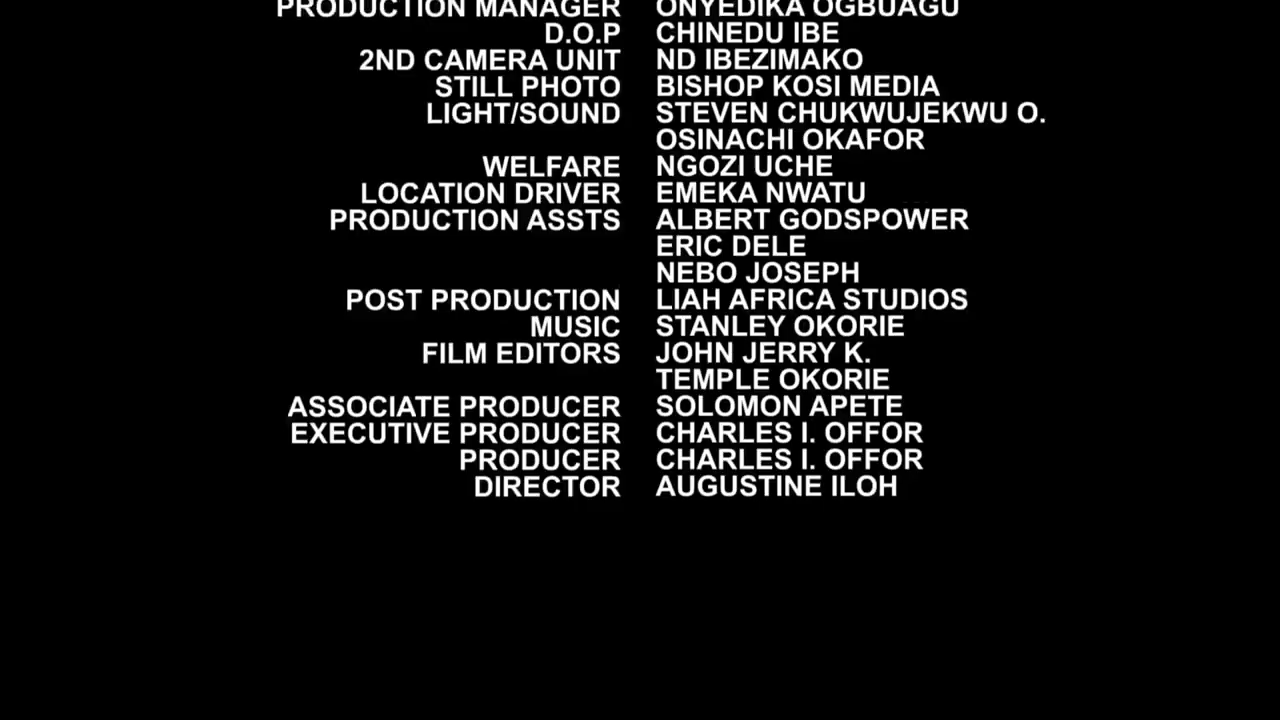 PRODUCTION MANAGER ONYEDIKA OGBUAGU
D.O.P CHINEDU IBE
2ND CAMERA UNIT ND IBEZIMAKO
STILL PHOTO BISHOP KOSI MEDIA
LIGHT/SOUND STEVEN CHUKWUJEKWU O.
OSINACHI OKAFOR
WELFARE NGOZI UCHE
LOCATION DRIVER EMEKA NWATU
PRODUCTION ASSTS ALBERT GODSPOWER
ERIC DELE
NEBO JOSEPH
POST PRODUCTION LIAH AFRICA STUDIOS
MUSIC STANLEY OKORIE
FILM EDITORS JOHN JERRY K.
TEMPLE OKORIE
ASSOCIATE PRODUCER SOLOMON APETE
EXECUTIVE PRODUCER CHARLES I. OFFOR
PRODUCER CHARLES I. OFFOR
DIRECTOR AUGUSTINE ILOH